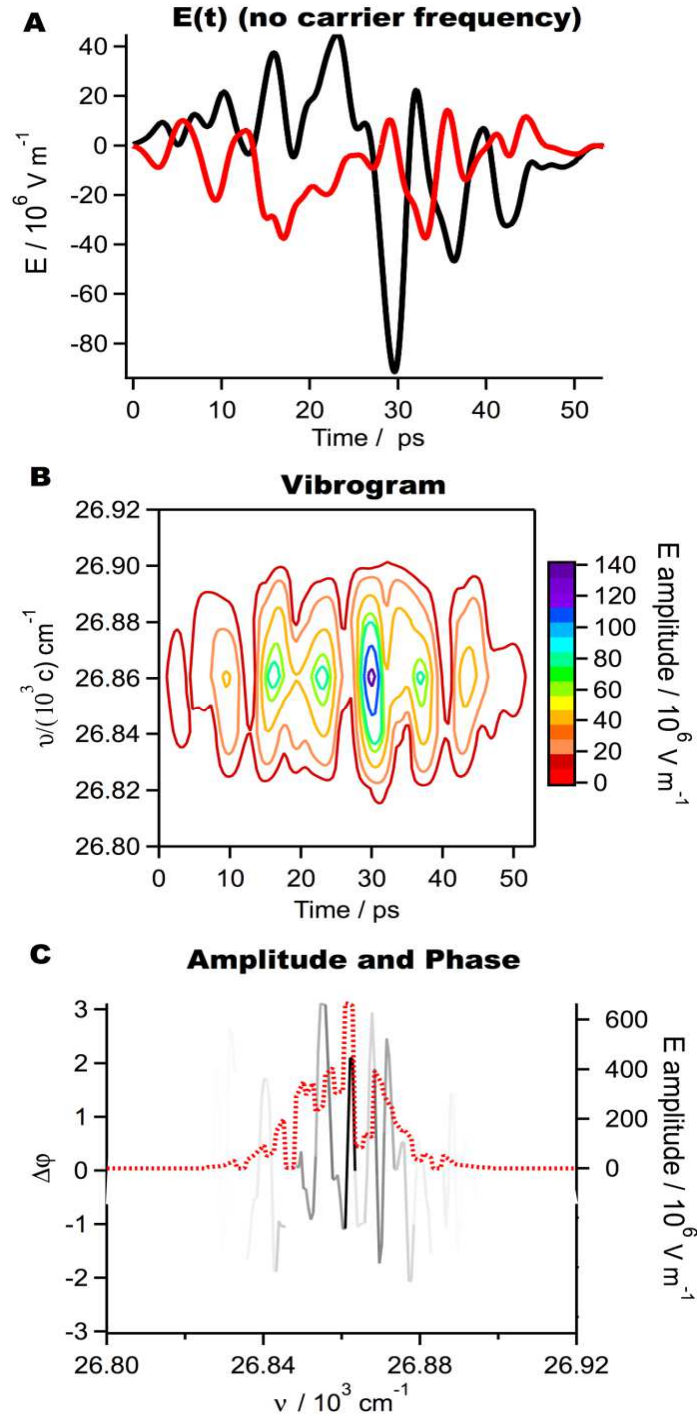 A
E(t) (no carrier frequency)
E / 10⁶ V m⁻¹
40
20
0
-20
-40
-60
-80
0 10 20 30 40 50
Time / ps
B
Vibrogram
υ/(10³ c) cm⁻¹
26.92
26.90
26.88
26.86
26.84
26.82
26.80
0 10 20 30 40 50
Time / ps
140
120
100
80
60
40
20
0
E amplitude / 10⁶ V m⁻¹
C
Amplitude and Phase
Δφ
3
2
1
0
-1
-2
-3
600
400
200
0
E amplitude / 10⁶ V m⁻¹
26.80 26.84 26.88 26.92
ν / 10³ cm⁻¹